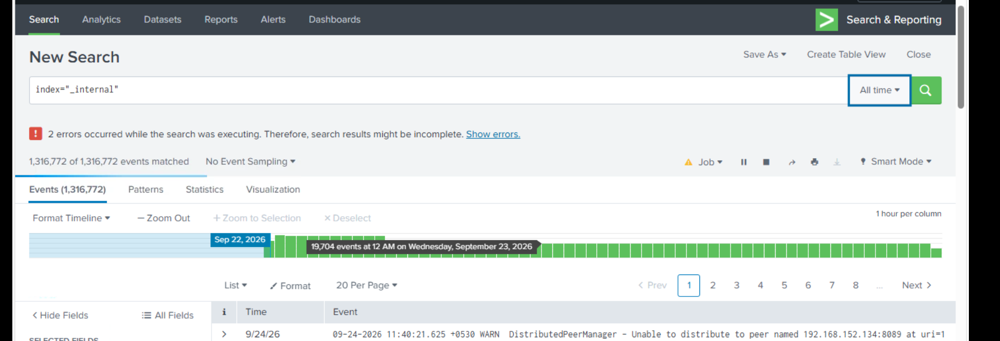 Search Analytics Datasets Reports Alerts Dashboards Search & Reporting
New Search Save As Create Table View Close
index="_internal" All time
2 errors occurred while the search was executing. Therefore, search results might be incomplete. Show errors.
1,316,772 of 1,316,772 events matched No Event Sampling Job Smart Mode
Events (1,316,772) Patterns Statistics Visualization
Format Timeline — Zoom Out + Zoom to Selection × Deselect 1 hour per column
Sep 22, 2026
19,704 events at 12 AM on Wednesday, September 23, 2026
List Format 20 Per Page < Prev 1 2 3 4 5 6 7 8 ... Next >
< Hide Fields All Fields i Time Event
SELECTED FIELDS > 9/24/26 09-24-2026 11:40:21.625 +0530 WARN DistributedPeerManager - Unable to distribute to peer named 192.168.152.134:8089 at uri=1